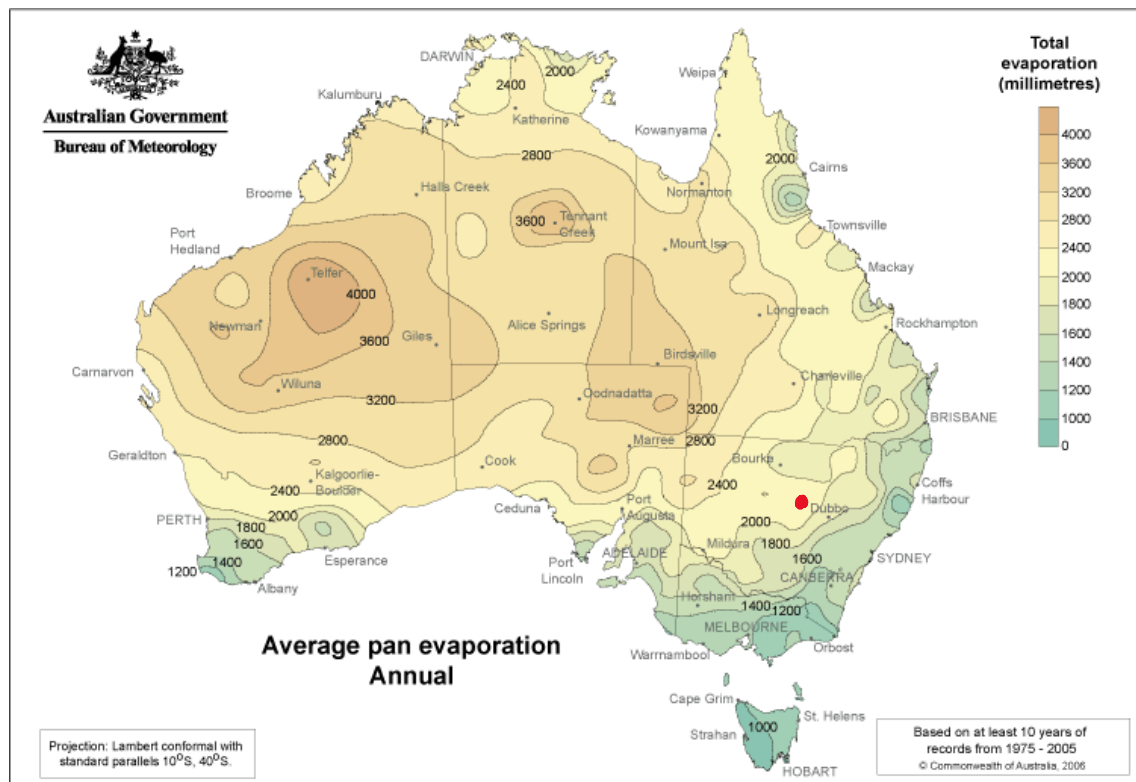 Australian Government
Bureau of Meteorology
Total
evaporation
(millimetres)
4000
3600
3200
2800
2400
2000
1800
1600
1400
1200
1000
0
DARWIN
2000
2400
Weipa
Kalumburu
Katherine
Kowanyama
2800
2000
Cairns
Halls Creek
Normanton
Broome
3600
Tennant
Creek
Townsville
Port
Hedland
Mount Isa
Telfer
Mackay
4000
Newman
Alice Springs
Longreach
Rockhampton
3600
Giles
Birdsville
Carnarvon
Wiluna
Charleville
3200
Oodnadatta
3200
BRISBANE
2800
Marree
2800
Geraldton
Cook
Bourke
Kalgoorlie-
Boulder
2400
2400
Coffs
Harbour
Port
Augusta
Ceduna
Dubbo
PERTH
2000
2000
1800
Mildura
1800
1600
ADELAIDE
1600
SYDNEY
Esperance
Port
Lincoln
1400
1200
Albany
CANBERRA
Horsham
1400
1200
MELBOURNE
Warrnambool
Orbost
Average pan evaporation
Annual
Cape Grim
St. Helens
1000
Strahan
HOBART
Projection: Lambert conformal with
standard parallels 10°S, 40°S.
Based on at least 10 years of
records from 1975 - 2005
© Commonwealth of Australia, 2006